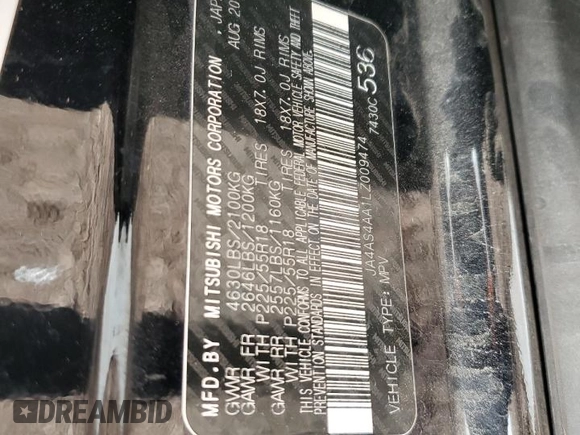 MFD.BY MITSUBISHI MOTORS CORPORATION , JAP
AUG 20
GVWR 4630LBS/2100KG
GAWR FR 2646LBS/1200KG
WITH P225/55R18 TIRES 18X7.0J RIMS
GAWR RR 2557LBS/1160KG
WITH P225/55R18 TIRES 18X7.0J RIMS
THIS VEHICLE CONFORMS TO ALL APPLICABLE FEDERAL MOTOR VEHICLE SAFETY AND THEFT
PREVENTION STANDARDS IN EFFECT ON THE DATE OF MANUFACTURE SHOWN ABOVE.
JA4AS4AA1LZ009474
7430C 536
VEHICLE TYPE: MPV
DREAMBID